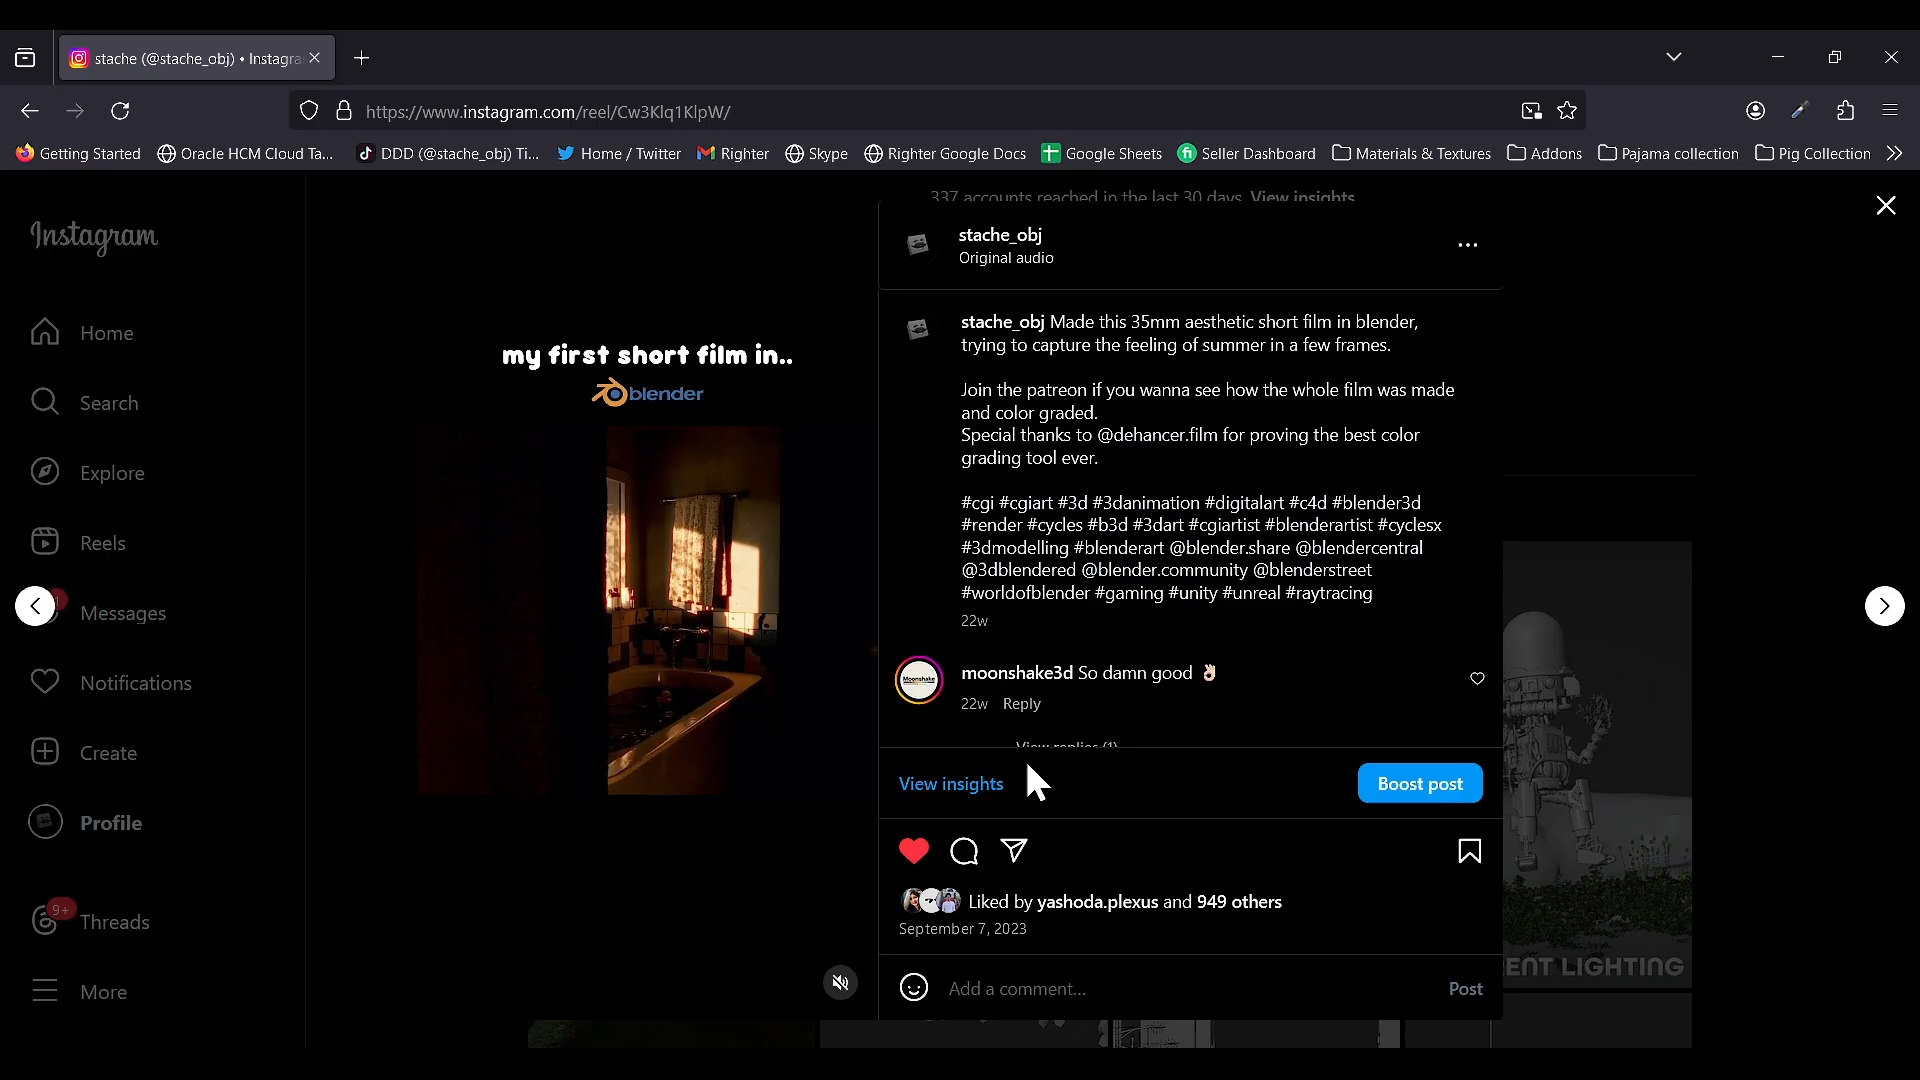 stache (@stache_obj) • Instagra
https://www.instagram.com/reel/Cw3Klq1KlpW/
Getting Started
Oracle HCM Cloud Ta...
DDD (@stache_obj) Ti...
Home / Twitter
Righter
Skype
Righter Google Docs
Google Sheets
Seller Dashboard
Materials & Textures
Addons
Pajama collection
Pig Collection
Instagram
Home
Search
Explore
Reels
Messages
Notifications
Create
Profile
9+
Threads
More
my first short film in..
blender
337 accounts reached in the last 30 days. View insights
stache_obj
Original audio
stache_obj Made this 35mm aesthetic short film in blender,
trying to capture the feeling of summer in a few frames.
Join the patreon if you wanna see how the whole film was made
and color graded.
Special thanks to @dehancer.film for proving the best color
grading tool ever.
#cgi #cgiart #3d #3danimation #digitalart #c4d #blender3d
#render #cycles #b3d #3dart #cgiartist #blenderartist #cyclesx
#3dmodelling #blenderart @blender.share @blendercentral
@3dblendered @blender.community @blenderstreet
#worldofblender #gaming #unity #unreal #raytracing
22w
Moonshake
moonshake3d So damn good 👌🏻
22w Reply
View replies (1)
View insights
Boost post
Liked by yashoda.plexus and 949 others
September 7, 2023
Add a comment...
Post
ENT LIGHTING